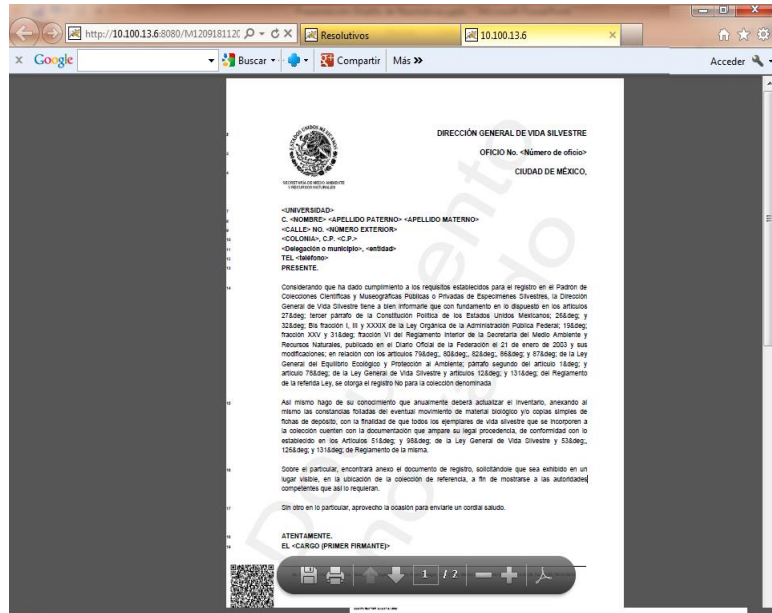 http://10.100.13.6:8080/M1209181120
Resolutivos
10.100.13.6
Google
Buscar
Compartir
Más »
Acceder
DIRECCIÓN GENERAL DE VIDA SILVESTRE
OFICIO No. <Número de oficio>
CIUDAD DE MÉXICO,
ESTADOS UNIDOS MEXICANOS
SECRETARÍA DE MEDIO AMBIENTE
Y RECURSOS NATURALES
<UNIVERSIDAD>
C. <NOMBRE> <APELLIDO PATERNO> <APELLIDO MATERNO>
<CALLE> NO. <NÚMERO EXTERIOR>
<COLONIA>, C.P. <C.P.>
<Delegación o municipio>, <entidad>
TEL <teléfono>
PRESENTE.
Considerando que ha dado cumplimiento a los requisitos establecidos para el registro en el Padrón de
Colecciones Científicas y Museográficas Públicas o Privadas de Especímenes Silvestres, la Dirección
General de Vida Silvestre tiene a bien informarle que con fundamento en lo dispuesto en los artículos
27&deg; tercer párrafo de la Constitución Política de los Estados Unidos Mexicanos; 26&deg; y
32&deg; Bis fracción I, III y XXXIX de la Ley Orgánica de la Administración Pública Federal; 19&deg;
fracción XXV y 31&deg; fracción VI del Reglamento Interior de la Secretaría del Medio Ambiente y
Recursos Naturales, publicado en el Diario Oficial de la Federación el 21 de enero de 2003 y sus
modificaciones; en relación con los artículos 79&deg;, 80&deg;, 82&deg;, 86&deg; y 87&deg; de la Ley
General del Equilibrio Ecológico y Protección al Ambiente; párrafo segundo del artículo 1&deg; y
artículo 78&deg; de la Ley General de Vida Silvestre y artículos 12&deg; y 131&deg; del Reglamento
de la referida Ley, se otorga el registro No para la colección denominada
Así mismo hago de su conocimiento que anualmente deberá actualizar el inventario, anexando al
mismo las constancias foliadas del eventual movimiento de material biológico y/o copias simples de
fichas de depósito, con la finalidad de que todos los ejemplares de vida silvestre que se incorporen a
la colección cuenten con la documentación que ampare su legal procedencia, de conformidad con lo
establecido en los Artículos 51&deg; y 98&deg; de la Ley General de Vida Silvestre y 53&deg;,
126&deg; y 131&deg; de Reglamento de la misma.
Sobre el particular, encontrará anexo el documento de registro, solicitándole que sea exhibido en un
lugar visible, en la ubicación de la colección de referencia, a fin de mostrarse a las autoridades
competentes que así lo requieran.
Sin otro en lo particular, aprovecho la ocasión para enviarle un cordial saludo.
ATENTAMENTE.
EL <CARGO (PRIMER FIRMANTE)>
Documento
1 / 2